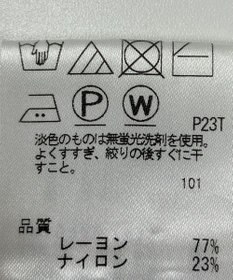 P W
P23T
淡色のものは無蛍光洗剤を使用。
よくすすぎ、絞りの後すぐに干
すこと。
101
品質
レーヨン 77%
ナイロン 23%